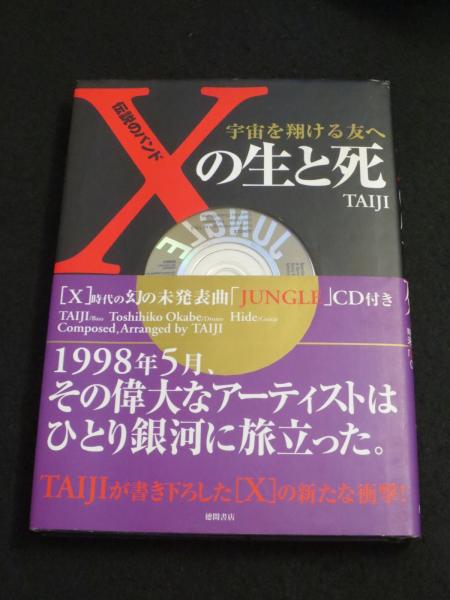 伝説のバンド
X
宇宙を翔ける友へ
の生と死
TAIJI
JUNGLE
[X]時代の幻の未発表曲「JUNGLE」CD付き
TAIJI/Bass Toshihiko Okabe/Drums Hide/Guitar
Composed, Arranged by TAIJI
1998年5月、
その偉大なアーティストは
ひとり銀河に旅立った。
TAIJIが書き下ろした[X]の新たな衝撃!
徳間書店